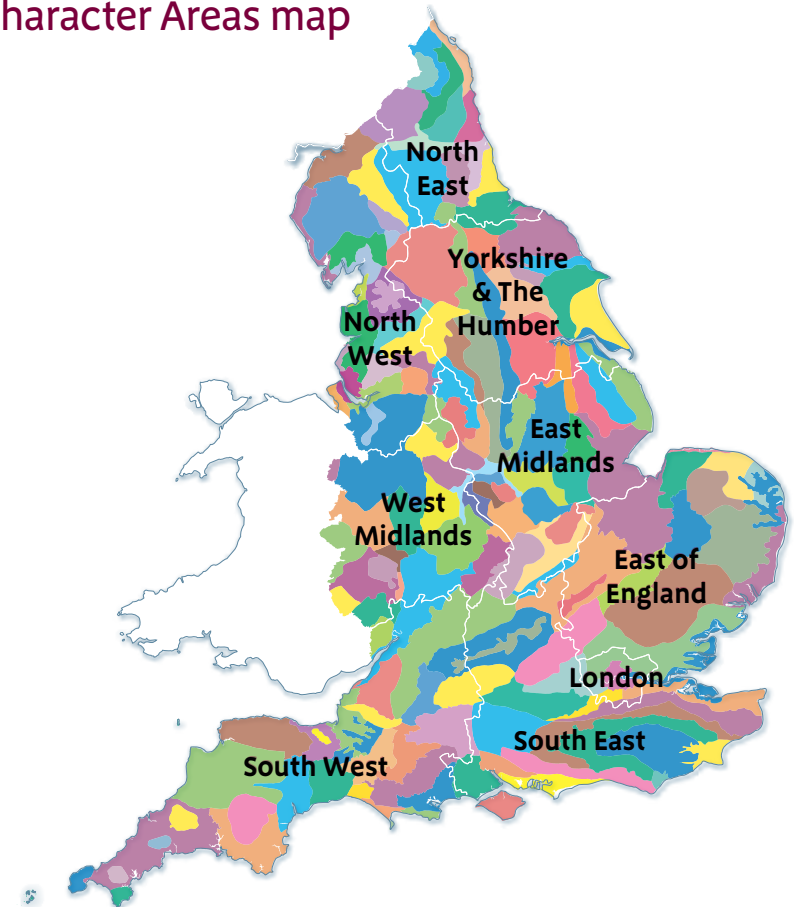 haracter Areas map
North
East
Yorkshire
& The
Humber
North
West
East
Midlands
West
Midlands
East of
England
London
South East
South West